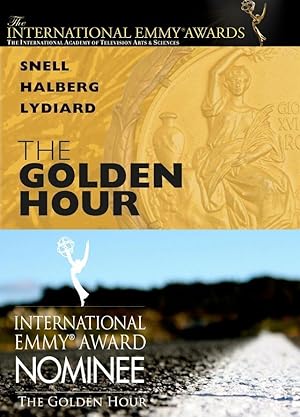 The
INTERNATIONAL EMMY® AWARDS
THE INTERNATIONAL ACADEMY OF TELEVISION ARTS & SCIENCES
SNELL
HALBERG
LYDIARD
THE
GOLDEN
HOUR
INTERNATIONAL
EMMY® AWARD
NOMINEE
THE GOLDEN HOUR